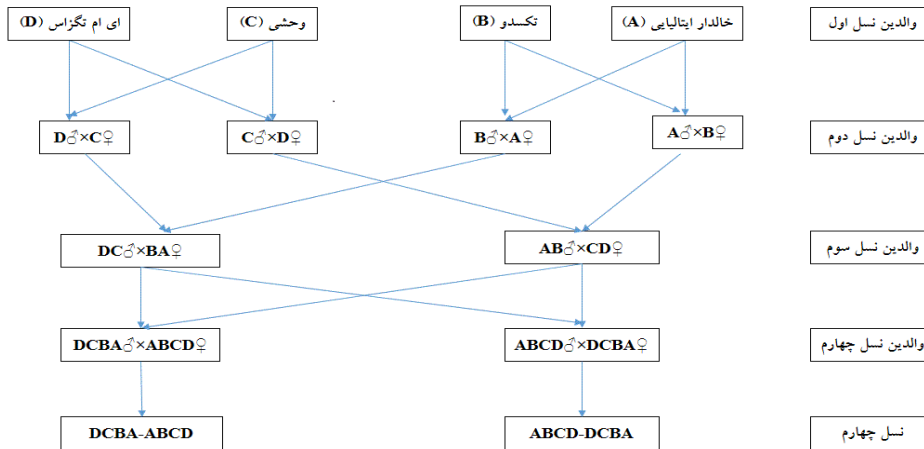 والدین نسل اول
خالدار ایتالیایی (A)
تکسدو (B)
وحشی (C)
ای ام تگزاس (D)
والدین نسل دوم
A♂×B♀
B♂×A♀
C♂×D♀
D♂×C♀
والدین نسل سوم
AB♂×CD♀
DC♂×BA♀
والدین نسل چهارم
ABCD♂×DCBA♀
DCBA♂×ABCD♀
نسل چهارم
ABCD-DCBA
DCBA-ABCD